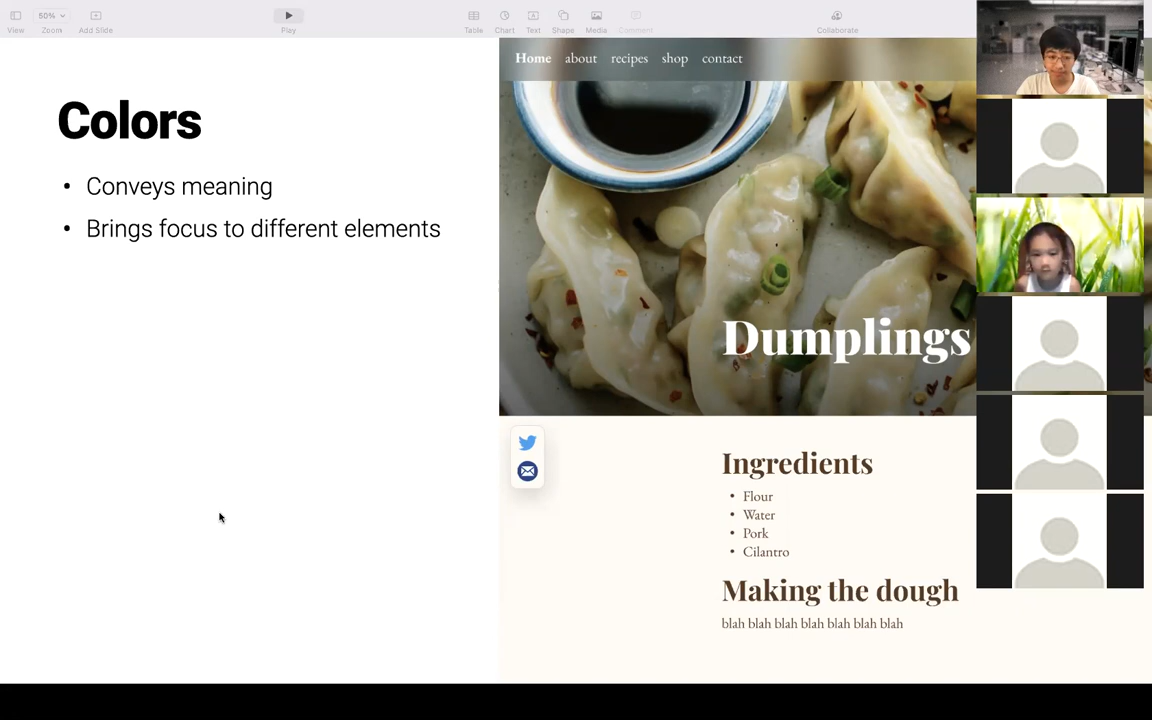 50%
View
Zoom
Add Slide
Play
Table
Chart
Text
Shape
Media
Comment
Collaborate
Colors
• Conveys meaning
• Brings focus to different elements
Home about recipes shop contact
Dumplings
Ingredients
• Flour
• Water
• Pork
• Cilantro
Making the dough
blah blah blah blah blah blah blah